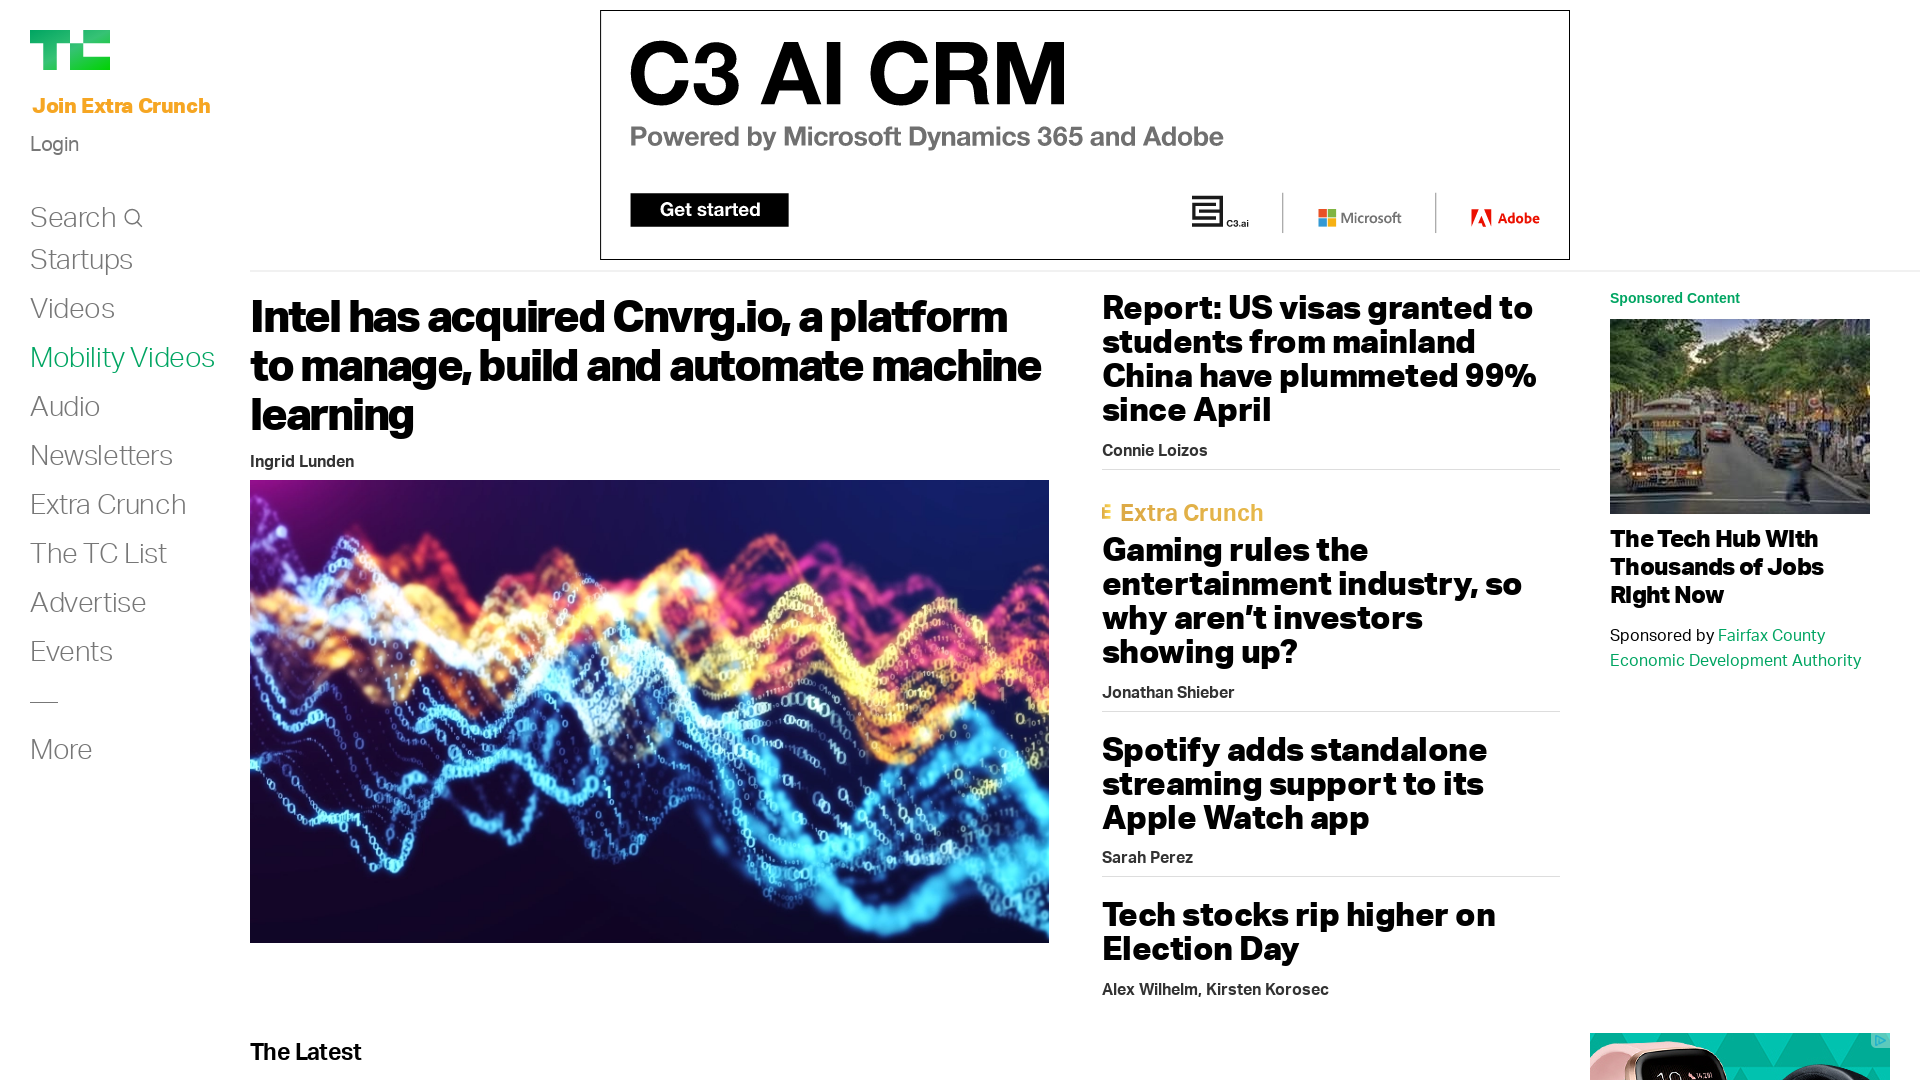 TC
Join Extra Crunch
Login
Search
Startups
Videos
Mobility Videos
Audio
Newsletters
Extra Crunch
The TC List
Advertise
Events
—
More
C3 AI CRM
Powered by Microsoft Dynamics 365 and Adobe
Get started
C3.ai
Microsoft
Adobe
Intel has acquired Cnvrg.io, a platform
to manage, build and automate machine
learning
Ingrid Lunden
Report: US visas granted to
students from mainland
China have plummeted 99%
since April
Connie Loizos
Extra Crunch
Gaming rules the
entertainment industry, so
why aren’t investors
showing up?
Jonathan Shieber
Spotify adds standalone
streaming support to its
Apple Watch app
Sarah Perez
Tech stocks rip higher on
Election Day
Alex Wilhelm, Kirsten Korosec
Sponsored Content
TROLLEY
The Tech Hub With
Thousands of Jobs
Right Now
Sponsored by Fairfax County
Economic Development Authority
The Latest